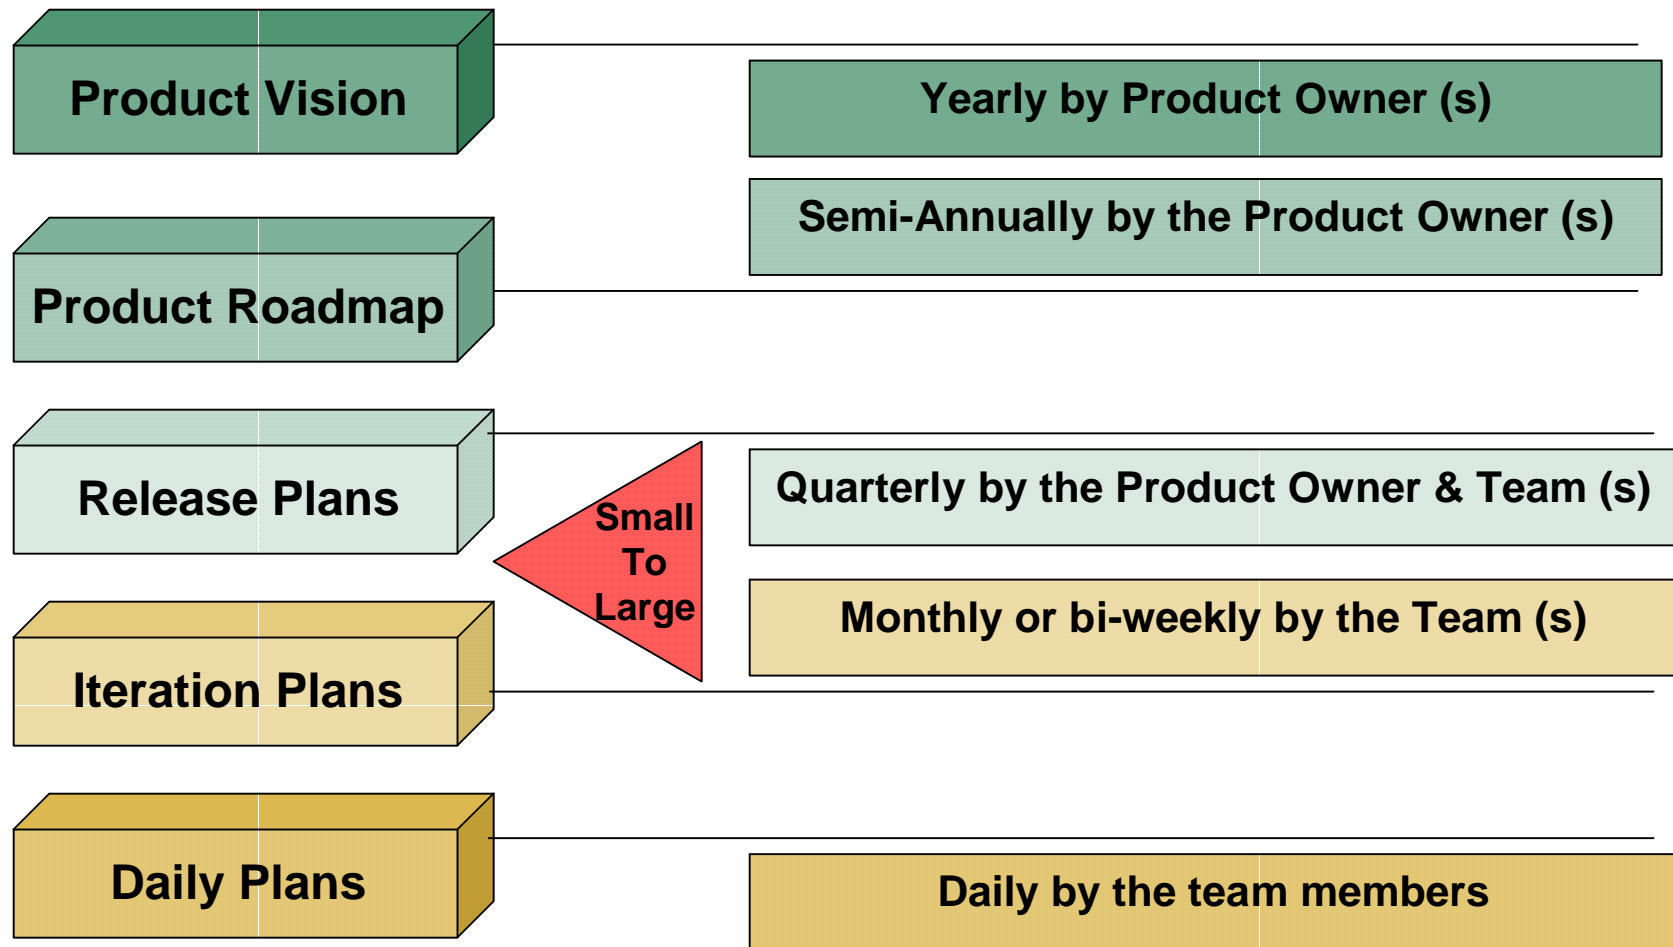 Product Vision
Yearly by Product Owner (s)
Semi-Annually by the Product Owner (s)
Product Roadmap
Release Plans
Quarterly by the Product Owner & Team (s)
Small
To
Large
Monthly or bi-weekly by the Team (s)
Iteration Plans
Daily Plans
Daily by the team members